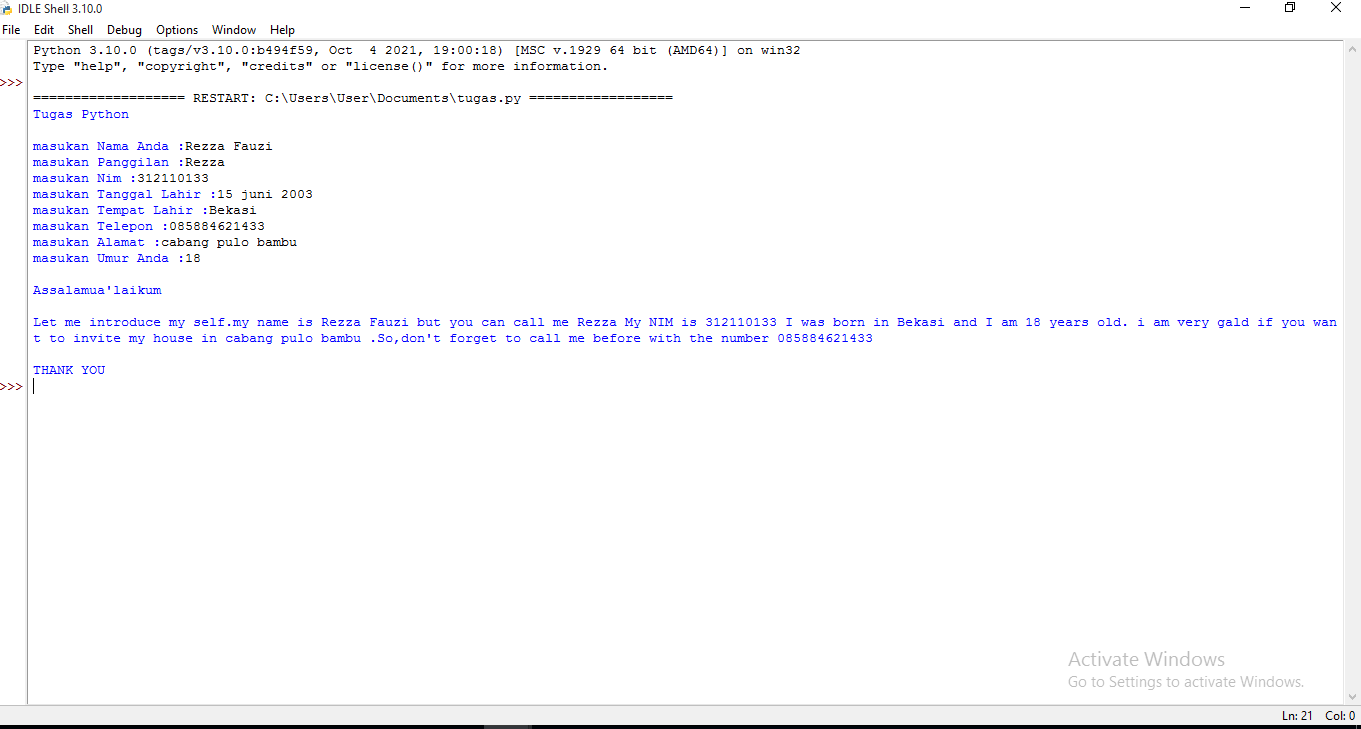 IDLE Shell 3.10.0
File Edit Shell Debug Options Window Help
Python 3.10.0 (tags/v3.10.0:b494f59, Oct  4 2021, 19:00:18) [MSC v.1929 64 bit (AMD64)] on win32
Type "help", "copyright", "credits" or "license()" for more information.
>>>
=================== RESTART: C:\Users\User\Documents\tugas.py ==================
Tugas Python
masukan Nama Anda :Rezza Fauzi
masukan Panggilan :Rezza
masukan Nim :312110133
masukan Tanggal Lahir :15 juni 2003
masukan Tempat Lahir :Bekasi
masukan Telepon :085884621433
masukan Alamat :cabang pulo bambu
masukan Umur Anda :18
Assalamua'laikum
Let me introduce my self.my name is Rezza Fauzi but you can call me Rezza My NIM is 312110133 I was born in Bekasi and I am 18 years old. i am very gald if you wan
t to invite my house in cabang pulo bambu .So,don't forget to call me before with the number 085884621433
THANK YOU
>>>
Activate Windows
Go to Settings to activate Windows.
Ln: 21 Col: 0